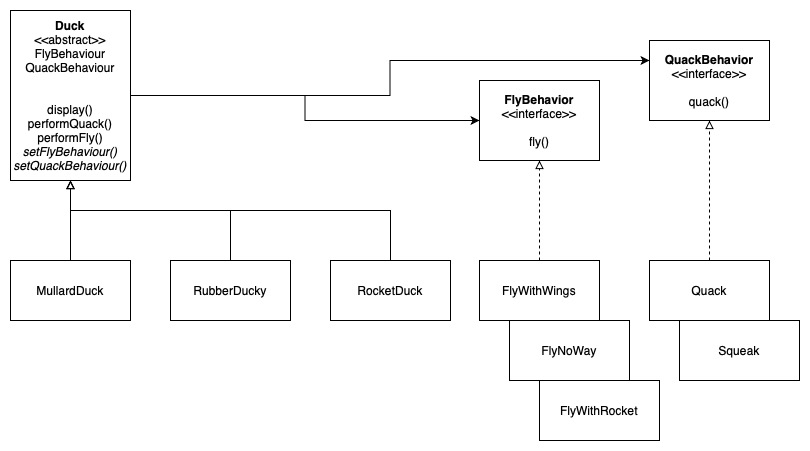 Duck
<<abstract>>
FlyBehaviour
QuackBehaviour
display()
performQuack()
performFly()
setFlyBehaviour()
setQuackBehaviour()
QuackBehavior
<<interface>>
quack()
FlyBehavior
<<interface>>
fly()
MullardDuck
RubberDucky
RocketDuck
FlyWithWings
Quack
FlyNoWay
Squeak
FlyWithRocket